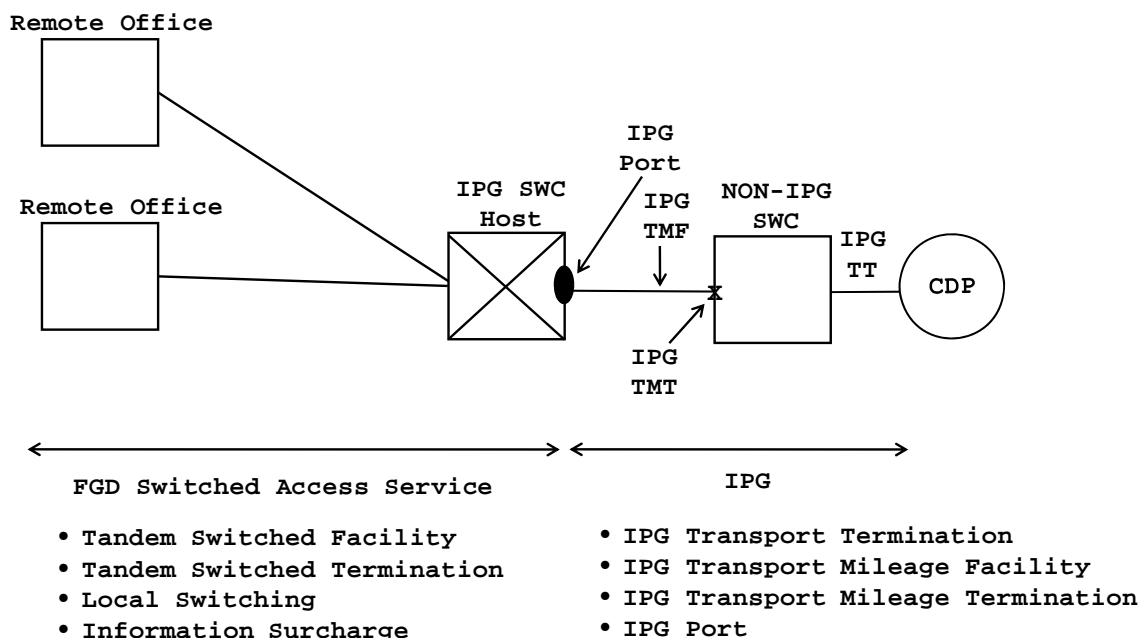 Remote Office
Remote Office
IPG SWC
Host
IPG
Port
IPG
TMF
IPG
TMT
NON-IPG
SWC
IPG
TT
CDP
FGD Switched Access Service
• Tandem Switched Facility
• Tandem Switched Termination
• Local Switching
• Information Surcharge
IPG
• IPG Transport Termination
• IPG Transport Mileage Facility
• IPG Transport Mileage Termination
• IPG Port